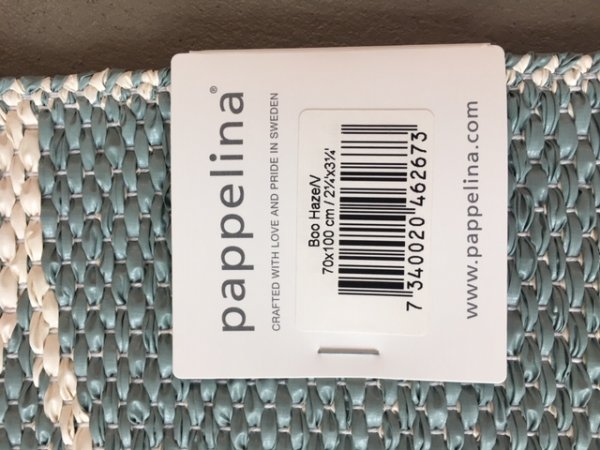 pappelina®
CRAFTED WITH LOVE AND PRIDE IN SWEDEN
Boo Haze/V
70x100 cm / 2¼'x3¼'
7 340020 462673
www.pappelina.com